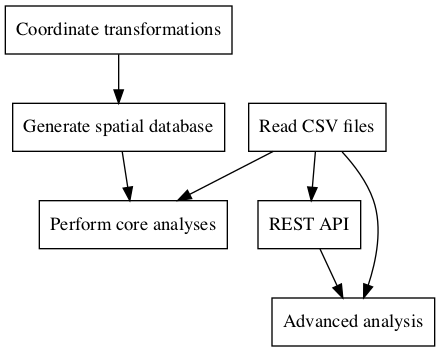 Coordinate transformations
Generate spatial database
Read CSV files
Perform core analyses
REST API
Advanced analysis